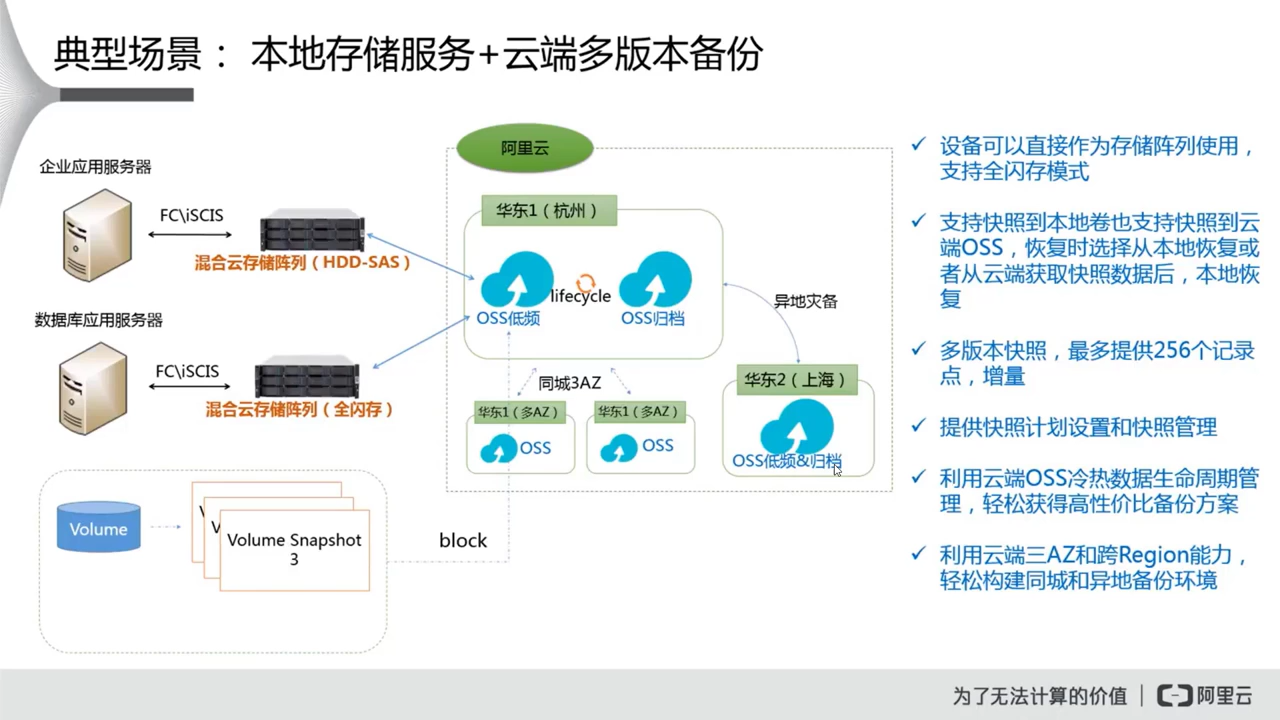 典型场景： 本地存储服务+云端多版本备份
企业应用服务器
FC\iSCIS
混合云存储阵列（HDD-SAS）
数据库应用服务器
FC\iSCIS
混合云存储阵列（全闪存）
Volume
V
V
Volume Snapshot
3
block
阿里云
华东1（杭州）
lifecycle
OSS低频
OSS归档
异地灾备
同城3AZ
华东1（多AZ）
OSS
华东1（多AZ）
OSS
华东2（上海）
OSS低频&归档
✓ 设备可以直接作为存储阵列使用，
支持全闪存模式
✓ 支持快照到本地卷也支持快照到云
端OSS，恢复时选择从本地恢复或
者从云端获取快照数据后，本地恢
复
✓ 多版本快照，最多提供256个记录
点，增量
✓ 提供快照计划设置和快照管理
✓ 利用云端OSS冷热数据生命周期管
理，轻松获得高性价比备份方案
✓ 利用云端三AZ和跨Region能力，
轻松构建同城和异地备份环境
为了无法计算的价值 | 阿里云